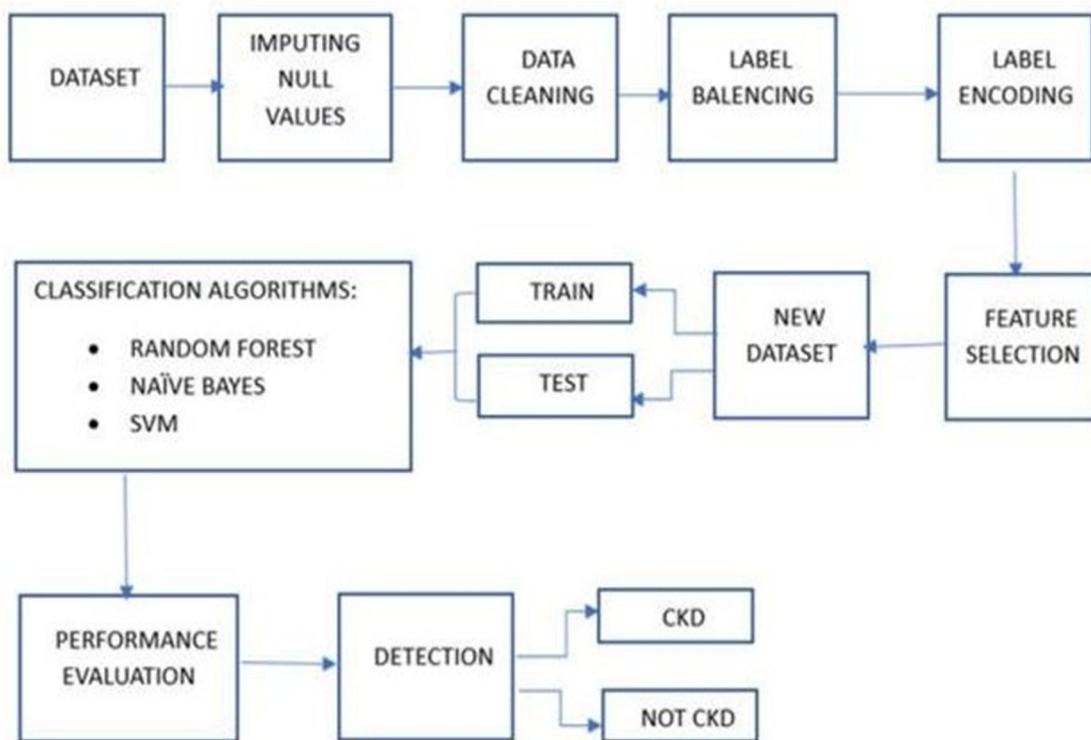 DATASET
IMPUTING
NULL
VALUES
DATA
CLEANING
LABEL
BALENCING
LABEL
ENCODING
FEATURE
SELECTION
NEW
DATASET
TRAIN
TEST
CLASSIFICATION ALGORITHMS:
• RANDOM FOREST
• NAÏVE BAYES
• SVM
PERFORMANCE
EVALUATION
DETECTION
CKD
NOT CKD